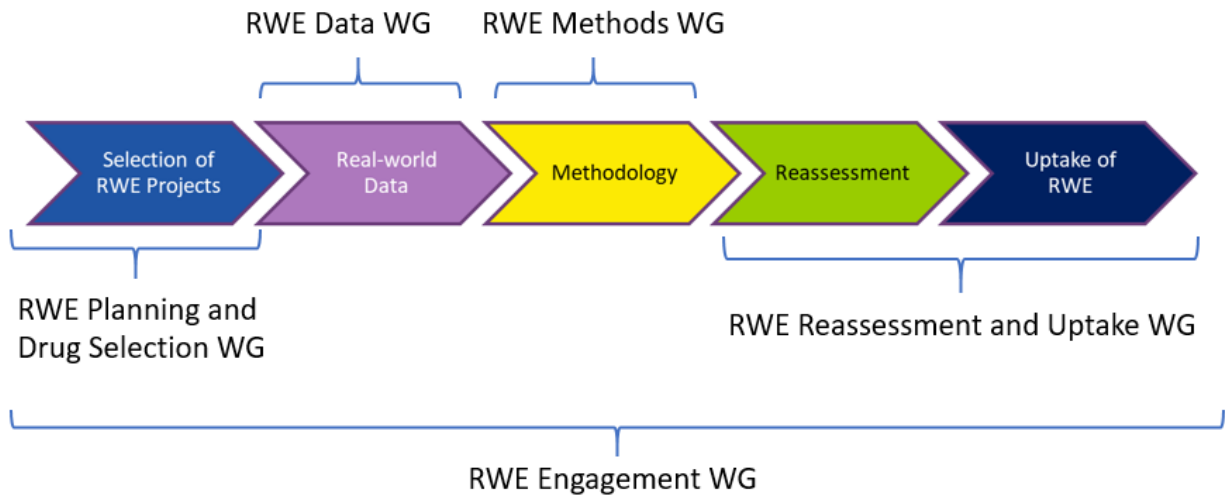 RWE Data WG
RWE Methods WG
Selection of
RWE Projects
Real-world
Data
Methodology
Reassessment
Uptake of
RWE
RWE Planning and
Drug Selection WG
RWE Reassessment and Uptake WG
RWE Engagement WG